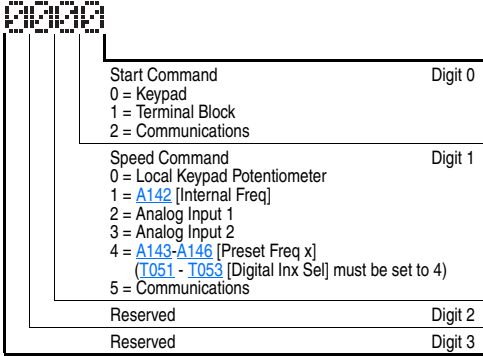 0000
Start Command Digit 0
0 = Keypad
1 = Terminal Block
2 = Communications
Speed Command Digit 1
0 = Local Keypad Potentiometer
1 = A142 [Internal Freq]
2 = Analog Input 1
3 = Analog Input 2
4 = A143-A146 [Preset Freq x]
(T051 - T053 [Digital Inx Sel] must be set to 4)
5 = Communications
Reserved Digit 2
Reserved Digit 3